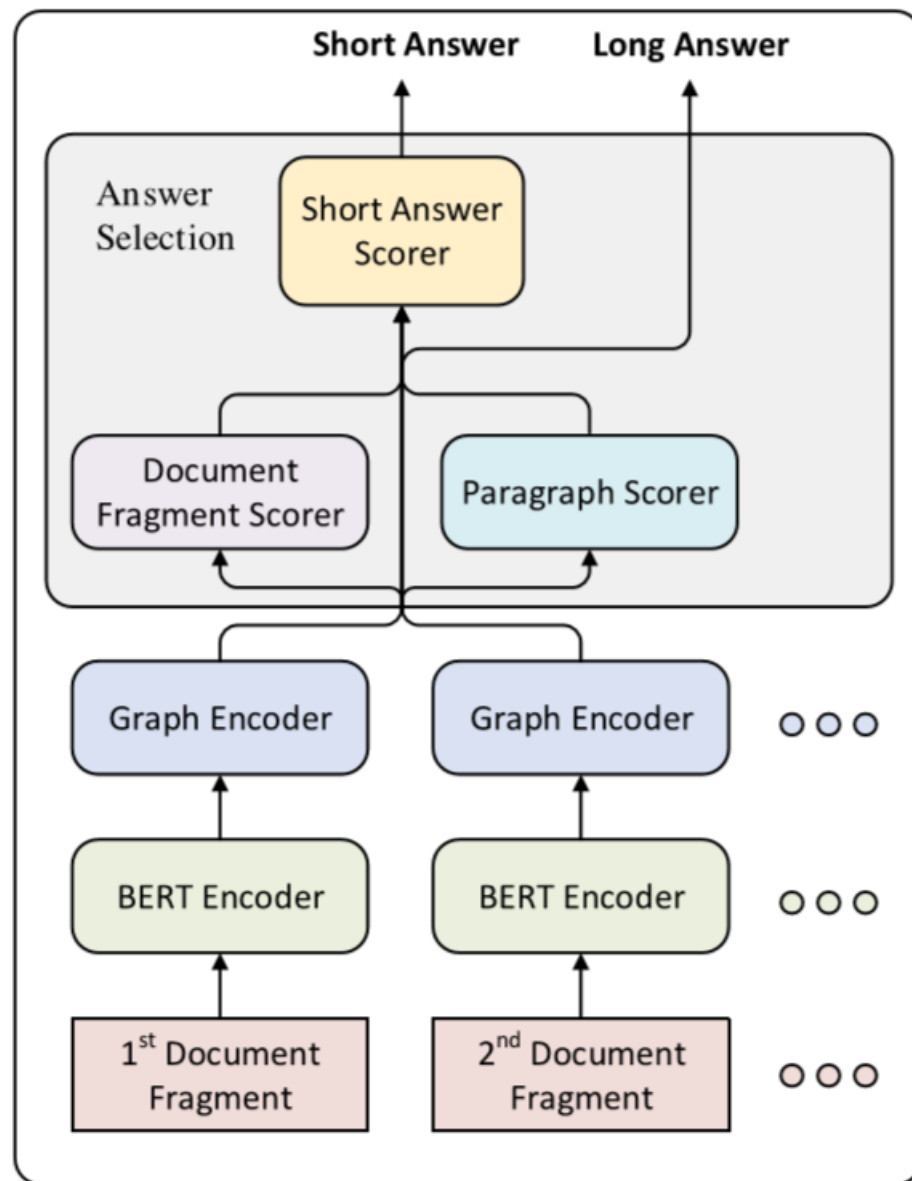 Short Answer
Long Answer
Answer
Selection
Short Answer
Scorer
Document
Fragment Scorer
Paragraph Scorer
Graph Encoder
Graph Encoder
BERT Encoder
BERT Encoder
1st Document
Fragment
2nd Document
Fragment